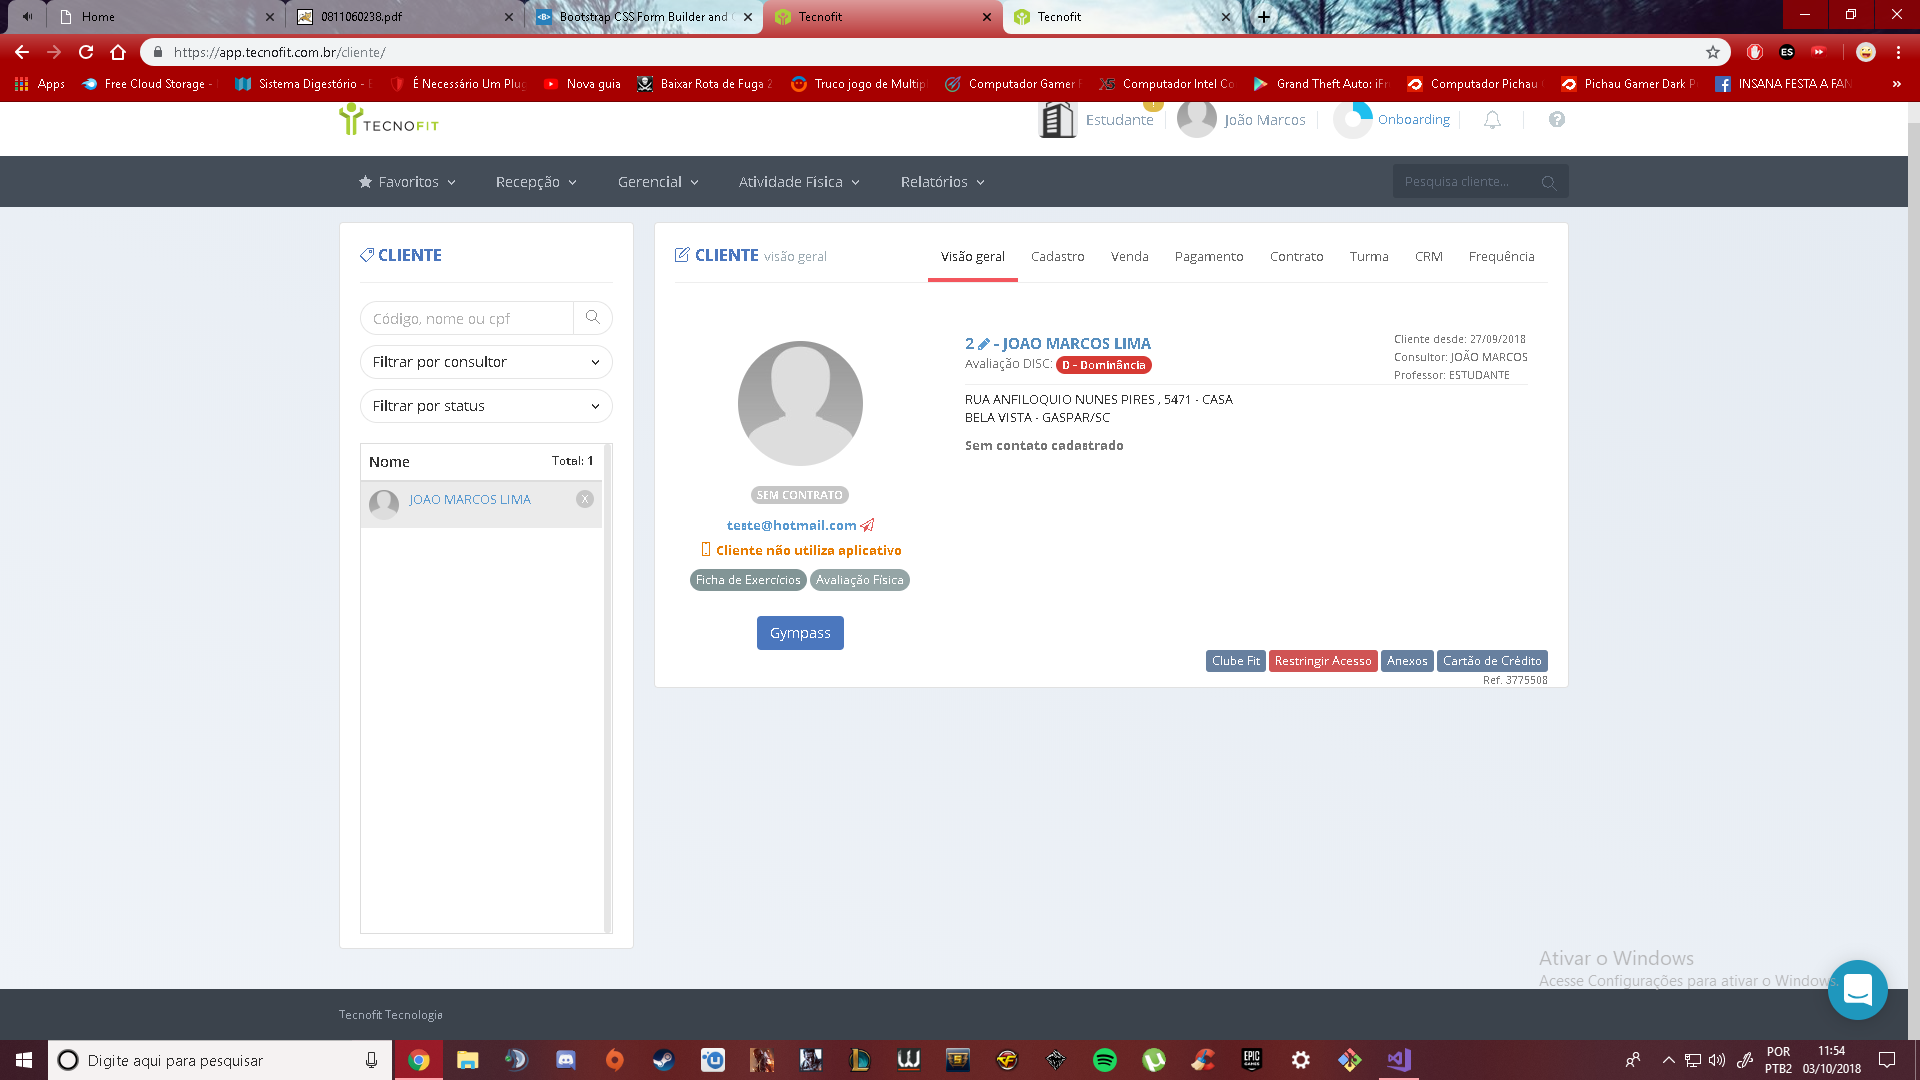 Home
0811060238.pdf
Bootstrap CSS Form Builder and
Tecnofit
Tecnofit
https://app.tecnofit.com.br/cliente/
ES
Apps
Free Cloud Storage -
Sistema Digestório -
É Necessário Um Plug
Nova guia
Baixar Rota de Fuga 2
Truco jogo de Multipl
Computador Gamer
Computador Intel Co
Grand Theft Auto: iFr
Computador Pichau
Pichau Gamer Dark P
INSANA FESTA A FAN
»
TECNOFIT
Estudante
João Marcos
Onboarding
Favoritos
Recepção
Gerencial
Atividade Física
Relatórios
Pesquisa cliente...
CLIENTE
Código, nome ou cpf
Filtrar por consultor
Filtrar por status
Nome
Total: 1
JOAO MARCOS LIMA
X
CLIENTE visão geral
Visão geral
Cadastro
Venda
Pagamento
Contrato
Turma
CRM
Frequência
SEM CONTRATO
teste@hotmail.com
Cliente não utiliza aplicativo
Ficha de Exercícios
Avaliação Física
Gympass
2 - JOAO MARCOS LIMA
Avaliação DISC: D - Dominância
Cliente desde: 27/09/2018
Consultor: JOÃO MARCOS
Professor: ESTUDANTE
RUA ANFILOQUIO NUNES PIRES , 5471 - CASA
BELA VISTA - GASPAR/SC
Sem contato cadastrado
Clube Fit
Restringir Acesso
Anexos
Cartão de Crédito
Ref. 3775508
Ativar o Windows
Acesse Configurações para ativar o Windows.
Tecnofit Tecnologia
Digite aqui para pesquisar
EPIC
POR
PTB2
11:54
03/10/2018